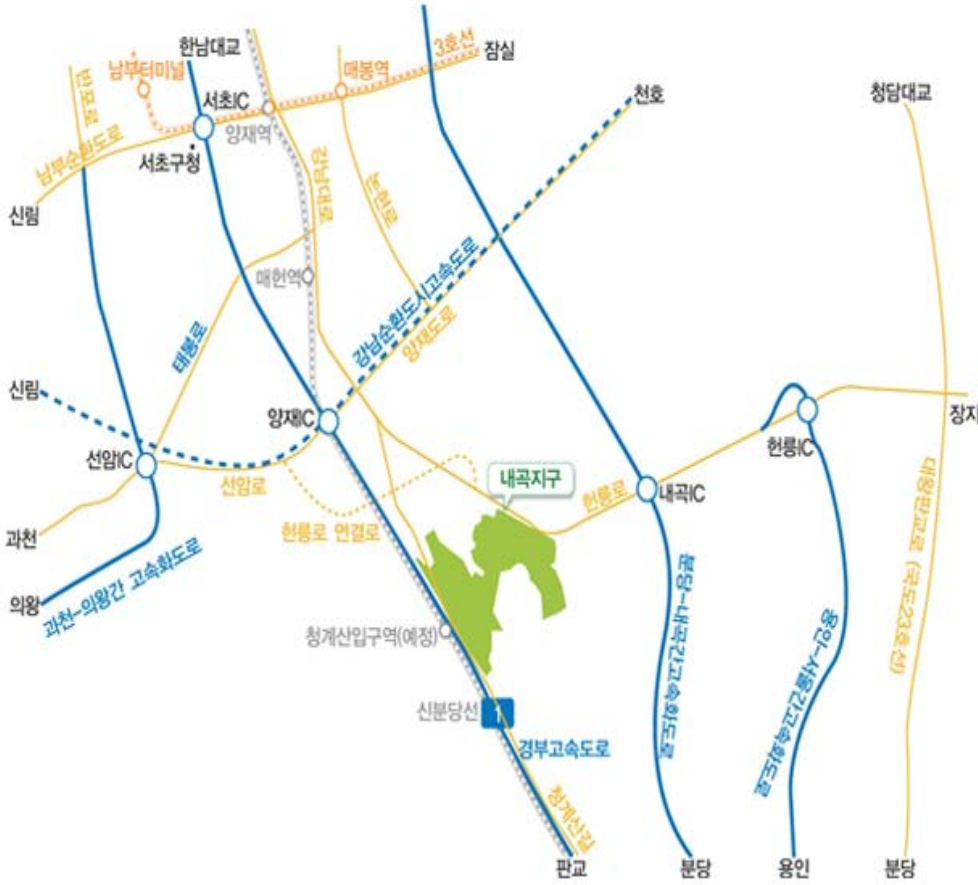 한남대교
3호선
잠실
남부터미널
매봉역
반포로
서초IC
양재역
천호
청담대교
남부순환도로
서초구청
신림
강남대로
논현로
매헌역
강남순환도시고속도로
양재도로
태봉로
신림
양재IC
장지
헌릉IC
선암IC
선암로
내곡지구
헌릉로
내곡IC
과천
헌릉로 연결로
의왕
과천-의왕간 고속화도로
청계산입구역(예정)
분당-내곡간고속화도로
용인-서울간고속화도로
대왕판교로 (국도23호선)
신분당선
1
경부고속도로
청계산길
판교
분당
용인
분당